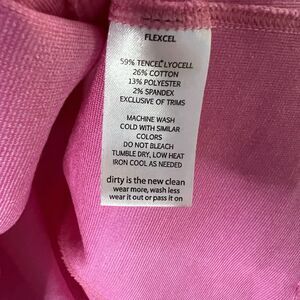 FLEXCEL
59% TENCEL LYOCELL
26% COTTON
13% POLYESTER
2% SPANDEX
EXCLUSIVE OF TRIMS
MACHINE WASH
COLD WITH SIMILAR
COLORS
DO NOT BLEACH
TUMBLE DRY, LOW HEAT
IRON COOL AS NEEDED
dirty is the new clean
wear more, wash less
wear it out or pass it on